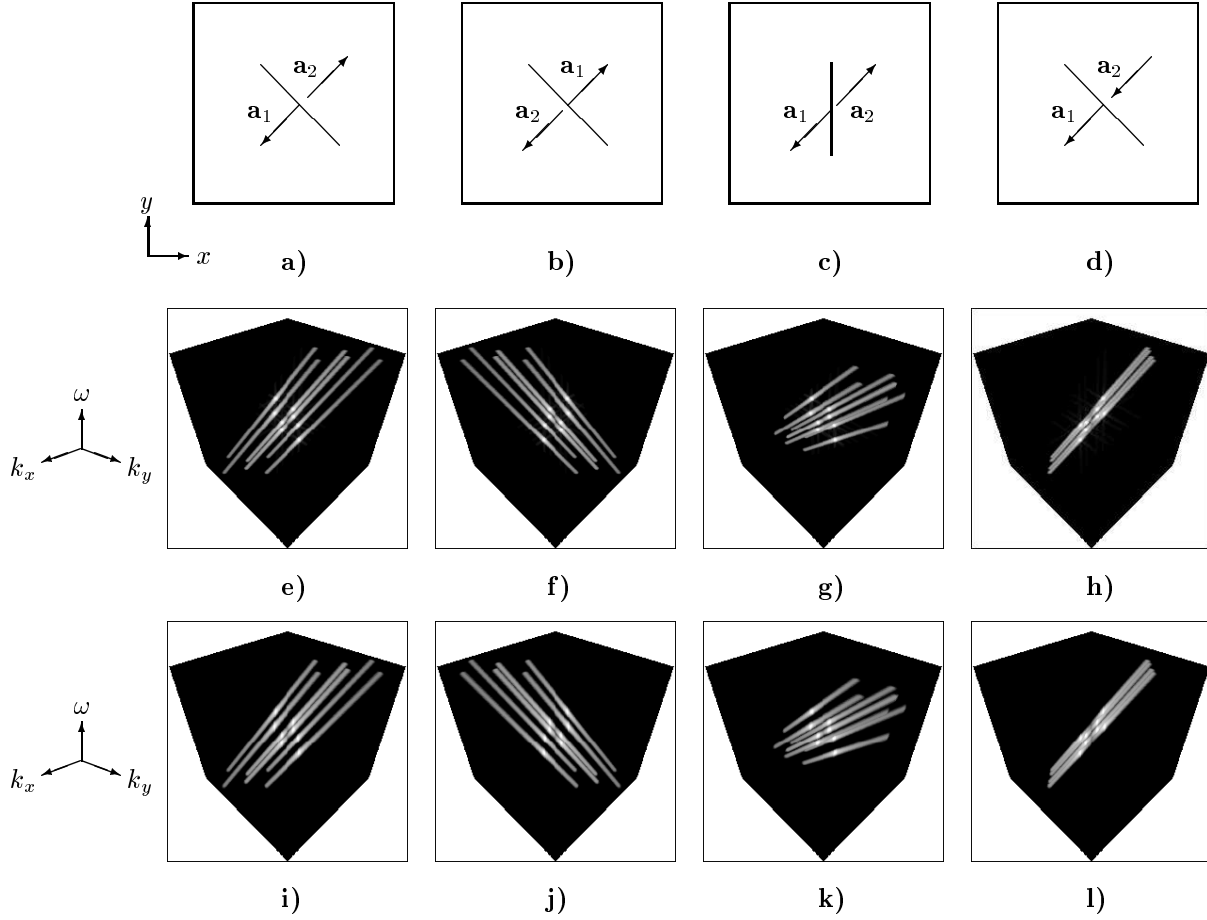 a₂
a₁
a₁
a₂
a₁
a₂
a₂
a₁
y
x
a)
b)
c)
d)
ω
kₓ
k_y
e)
f)
g)
h)
ω
kₓ
k_y
i)
j)
k)
l)